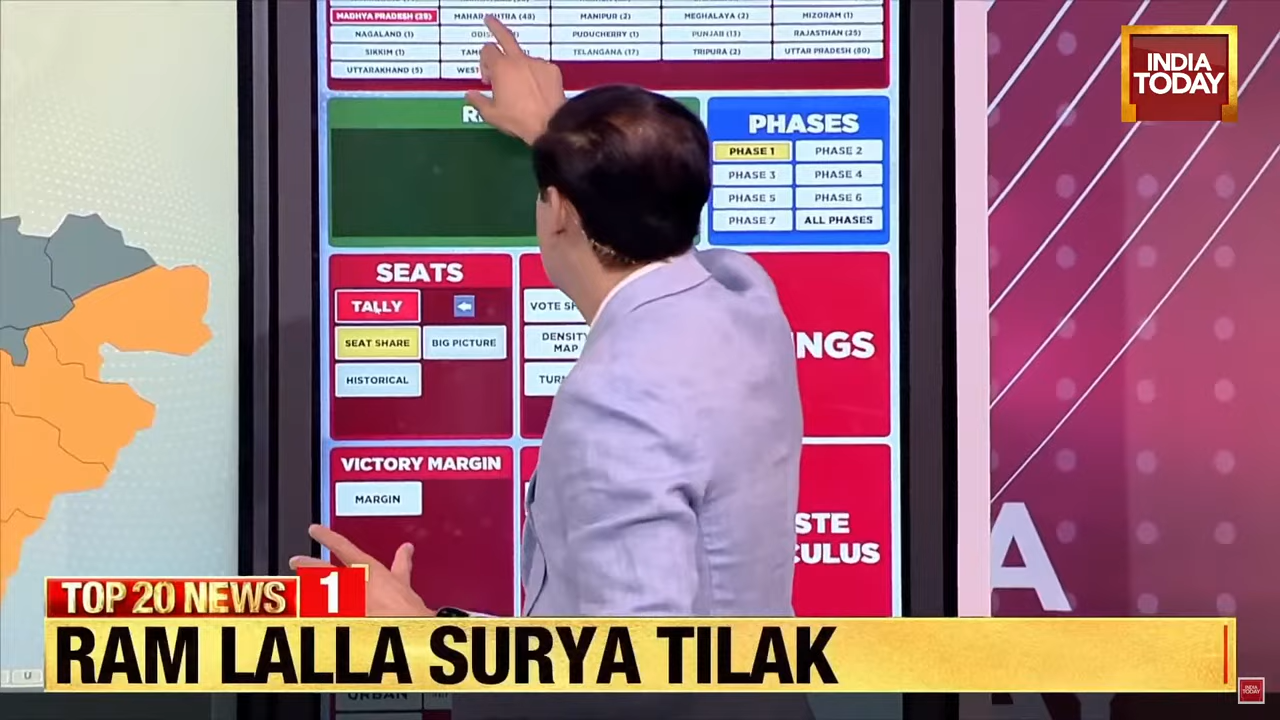 MADHYA PRADESH (29)
MANIPUR (2)
MEGHALAYA (2)
MIZORAM (1)
NAGALAND (1)
PUDUCHERRY (1)
PUNJAB (13)
RAJASTHAN (25)
SIKKIM (1)
TELANGANA (17)
TRIPURA (2)
UTTAR PRADESH (80)
UTTARAKHAND (5)
INDIA
TODAY
PHASES
PHASE 1
PHASE 2
PHASE 3
PHASE 4
PHASE 5
PHASE 6
PHASE 7
ALL PHASES
SEATS
TALLY
SEAT SHARE
BIG PICTURE
HISTORICAL
VOTE
DENSITY
MAP
NGS
VICTORY MARGIN
MARGIN
STE
CULUS
A
TOP 20 NEWS
1
RAM LALLA SURYA TILAK
INDIA
TODAY